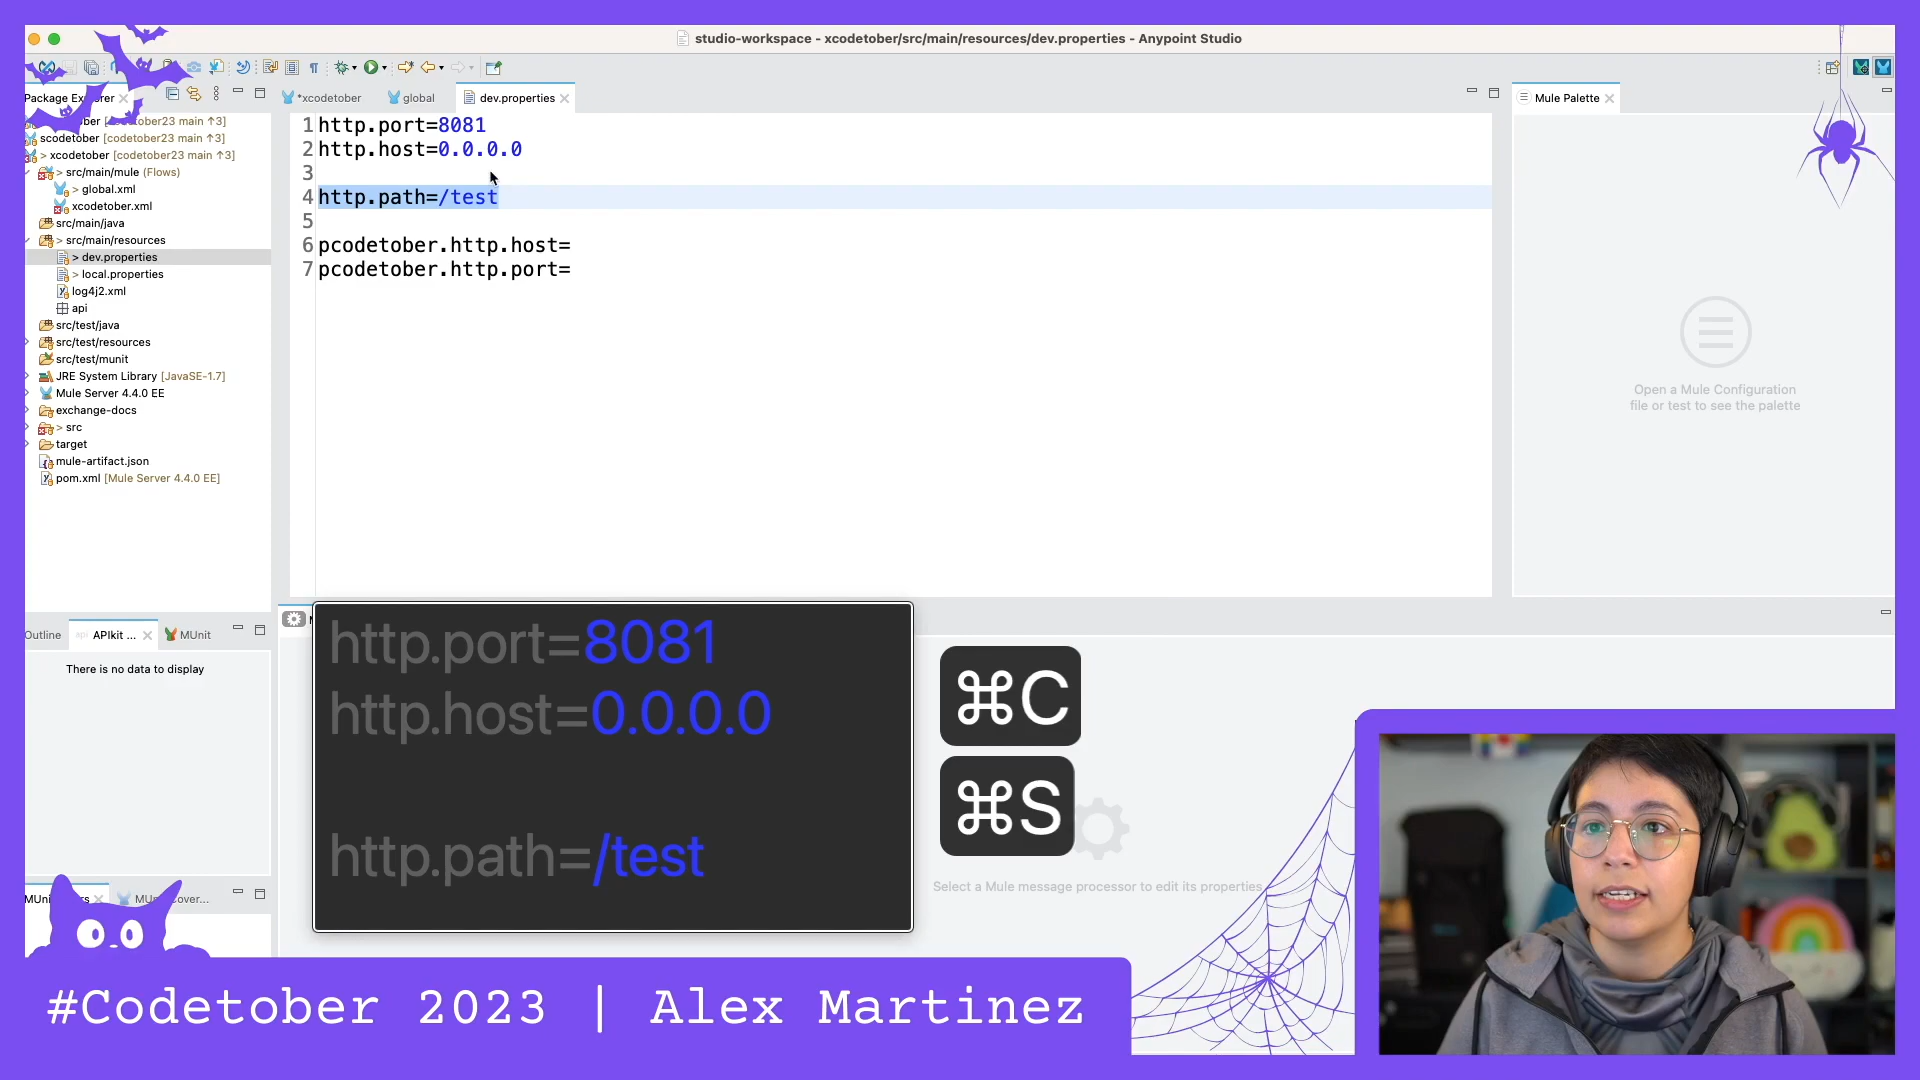 studio-workspace - xcodetober/src/main/resources/dev.properties - Anypoint Studio
Package Explorer
*xcodetober
global
dev.properties
Mule Palette
[codetober23 main ↑3]
scodetober [codetober23 main ↑3]
> xcodetober [codetober23 main ↑3]
> src/main/mule (Flows)
> global.xml
xcodetober.xml
src/main/java
> src/main/resources
> dev.properties
> local.properties
log4j2.xml
api
src/test/java
src/test/resources
src/test/munit
JRE System Library [JavaSE-1.7]
Mule Server 4.4.0 EE
exchange-docs
> src
target
mule-artifact.json
pom.xml [Mule Server 4.4.0 EE]
1 http.port=8081
2 http.host=0.0.0.0
3
4 http.path=/test
5
6 pcodetober.http.host=
7 pcodetober.http.port=
Open a Mule Configuration
file or test to see the palette
Outline
APIkit ...
MUnit
There is no data to display
http.port=8081
http.host=0.0.0.0
http.path=/test
⌘C
⌘S
Select a Mule message processor to edit its properties
#Codetober 2023 | Alex Martinez